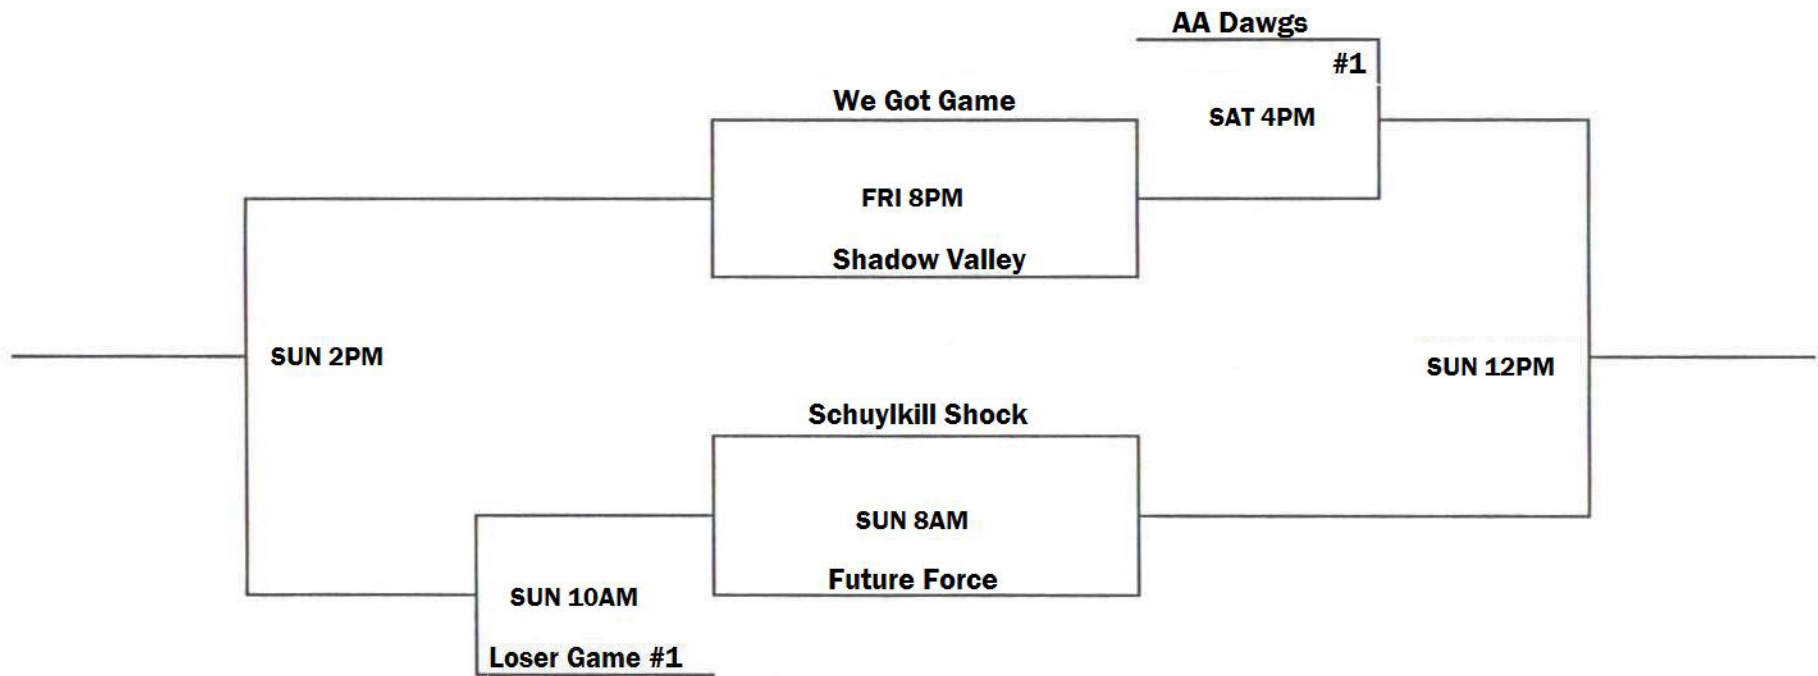 AA Dawgs
#1
We Got Game
SAT 4PM
FRI 8PM
Shadow Valley
SUN 2PM
SUN 12PM
Schuylkill Shock
SUN 8AM
Future Force
SUN 10AM
Loser Game #1